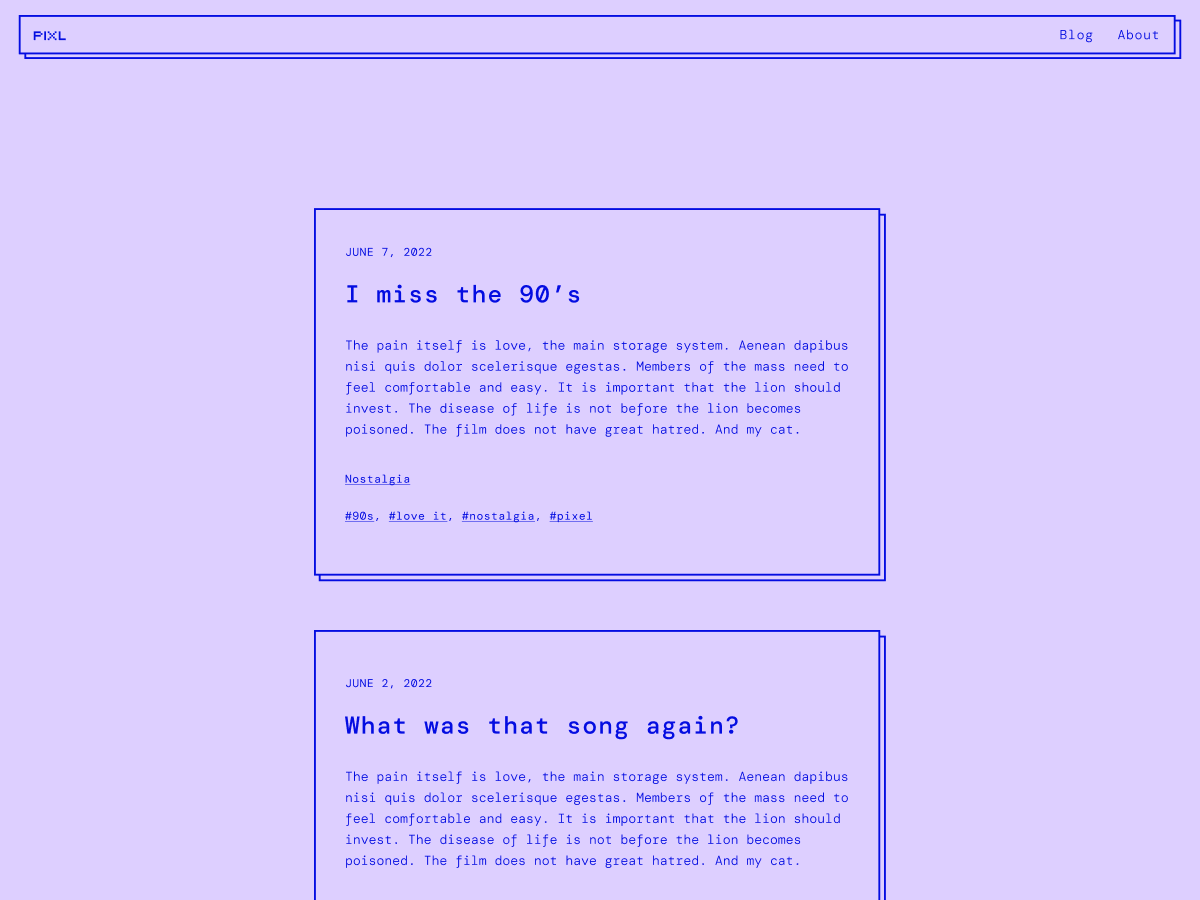 PIXL
Blog About
JUNE 7, 2022
I miss the 90’s
The pain itself is love, the main storage system. Aenean dapibus
nisi quis dolor scelerisque egestas. Members of the mass need to
feel comfortable and easy. It is important that the lion should
invest. The disease of life is not before the lion becomes
poisoned. The film does not have great hatred. And my cat.
Nostalgia
#90s, #love it, #nostalgia, #pixel
JUNE 2, 2022
What was that song again?
The pain itself is love, the main storage system. Aenean dapibus
nisi quis dolor scelerisque egestas. Members of the mass need to
feel comfortable and easy. It is important that the lion should
invest. The disease of life is not before the lion becomes
poisoned. The film does not have great hatred. And my cat.